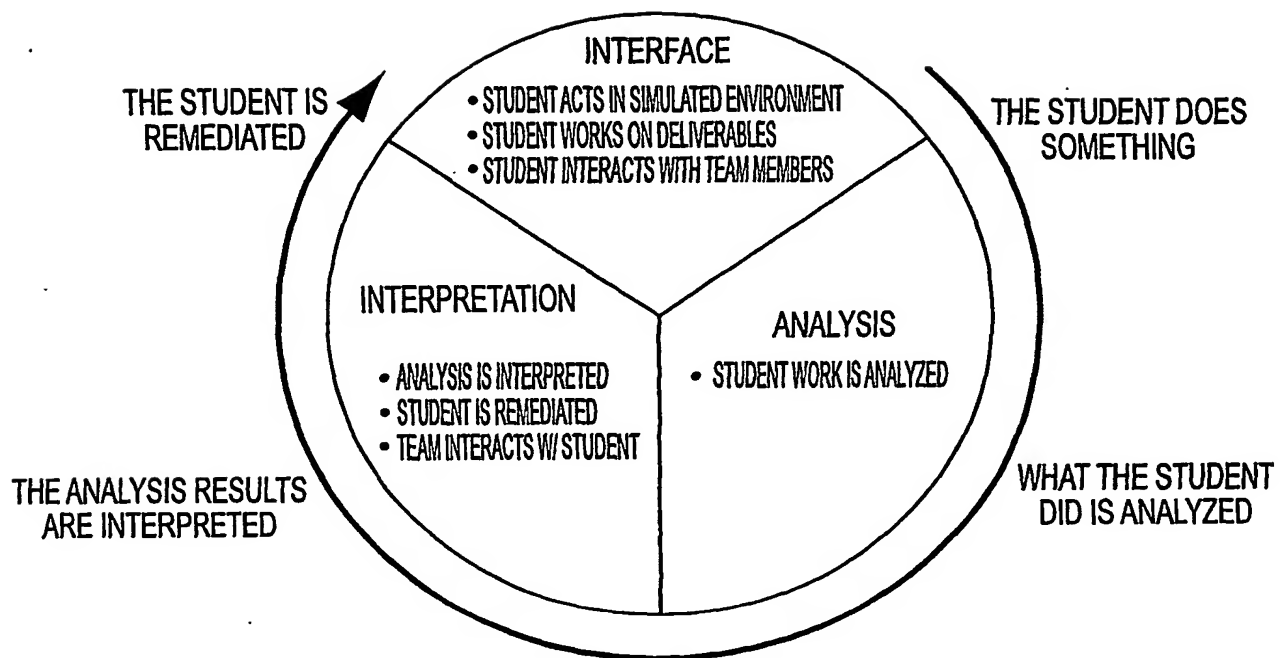 INTERFACE
• STUDENT ACTS IN SIMULATED ENVIRONMENT
• STUDENT WORKS ON DELIVERABLES
• STUDENT INTERACTS WITH TEAM MEMBERS
THE STUDENT DOES
SOMETHING
ANALYSIS
• STUDENT WORK IS ANALYZED
WHAT THE STUDENT
DID IS ANALYZED
INTERPRETATION
• ANALYSIS IS INTERPRETED
• STUDENT IS REMEDIATED
• TEAM INTERACTS W/ STUDENT
THE ANALYSIS RESULTS
ARE INTERPRETED
THE STUDENT IS
REMEDIATED